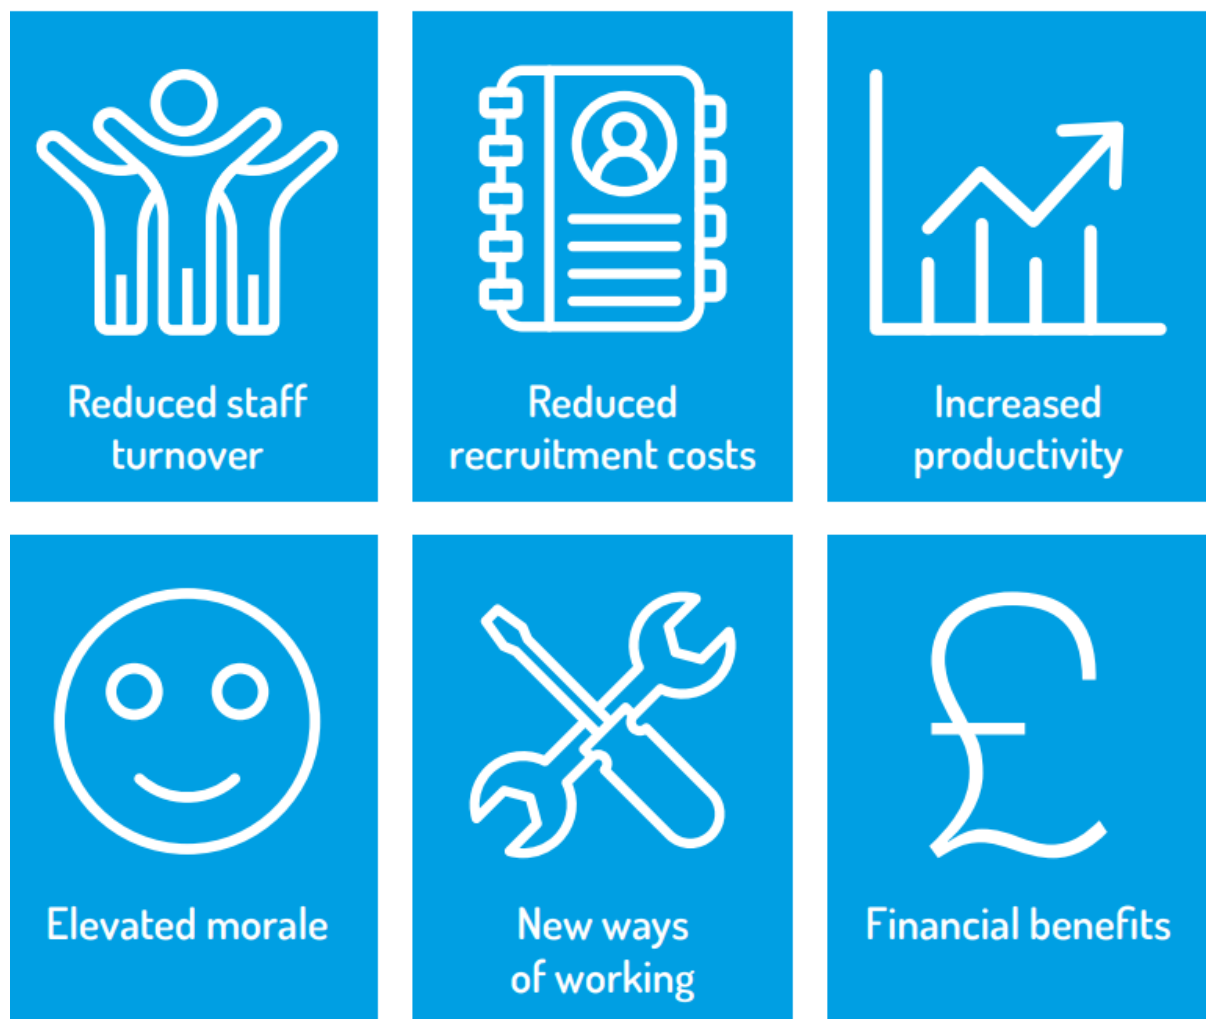 Reduced staff
turnover
Reduced
recruitment costs
Increased
productivity
Elevated morale
New ways
of working
Financial benefits